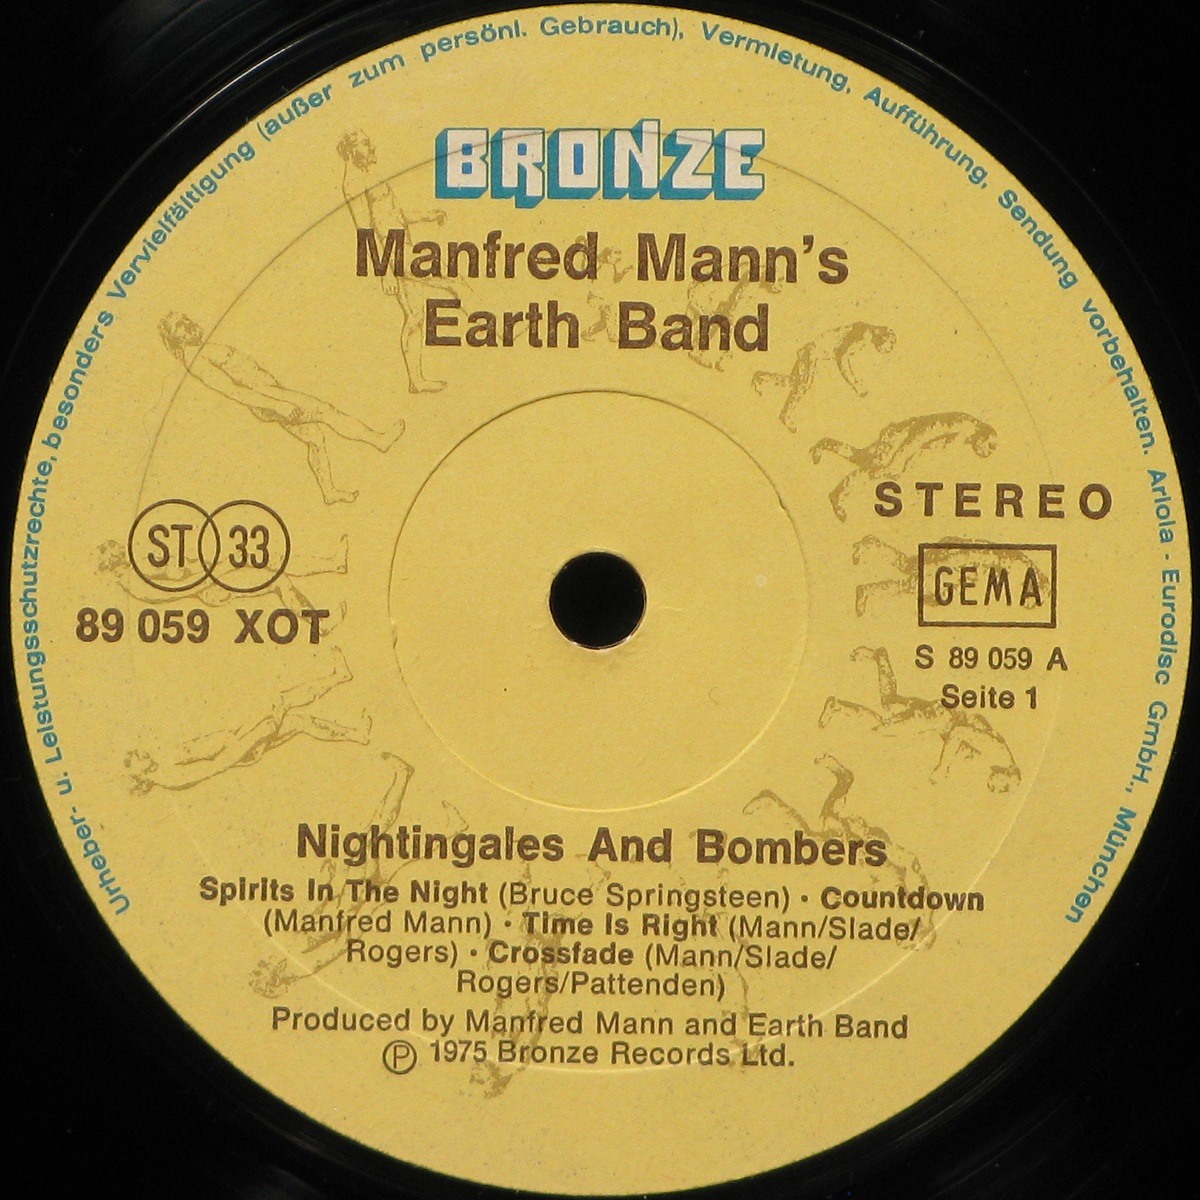 Urheber- u. Leistungsschutzrechte, besonders Vervielfältigung (außer zum persönl. Gebrauch), Vermietung, Aufführung, Sendung vorbehalten. Ariola - Eurodisc GmbH., München
BRONZE
Manfred Mann's
Earth Band
STEREO
ST 33
GEMA
89 059 XOT
S 89 059 A
Seite 1
Nightingales And Bombers
Spirits In The Night (Bruce Springsteen) · Countdown
(Manfred Mann) · Time Is Right (Mann/Slade/
Rogers) · Crossfade (Mann/Slade/
Rogers/Pattenden)
Produced by Manfred Mann and Earth Band
Ⓟ 1975 Bronze Records Ltd.